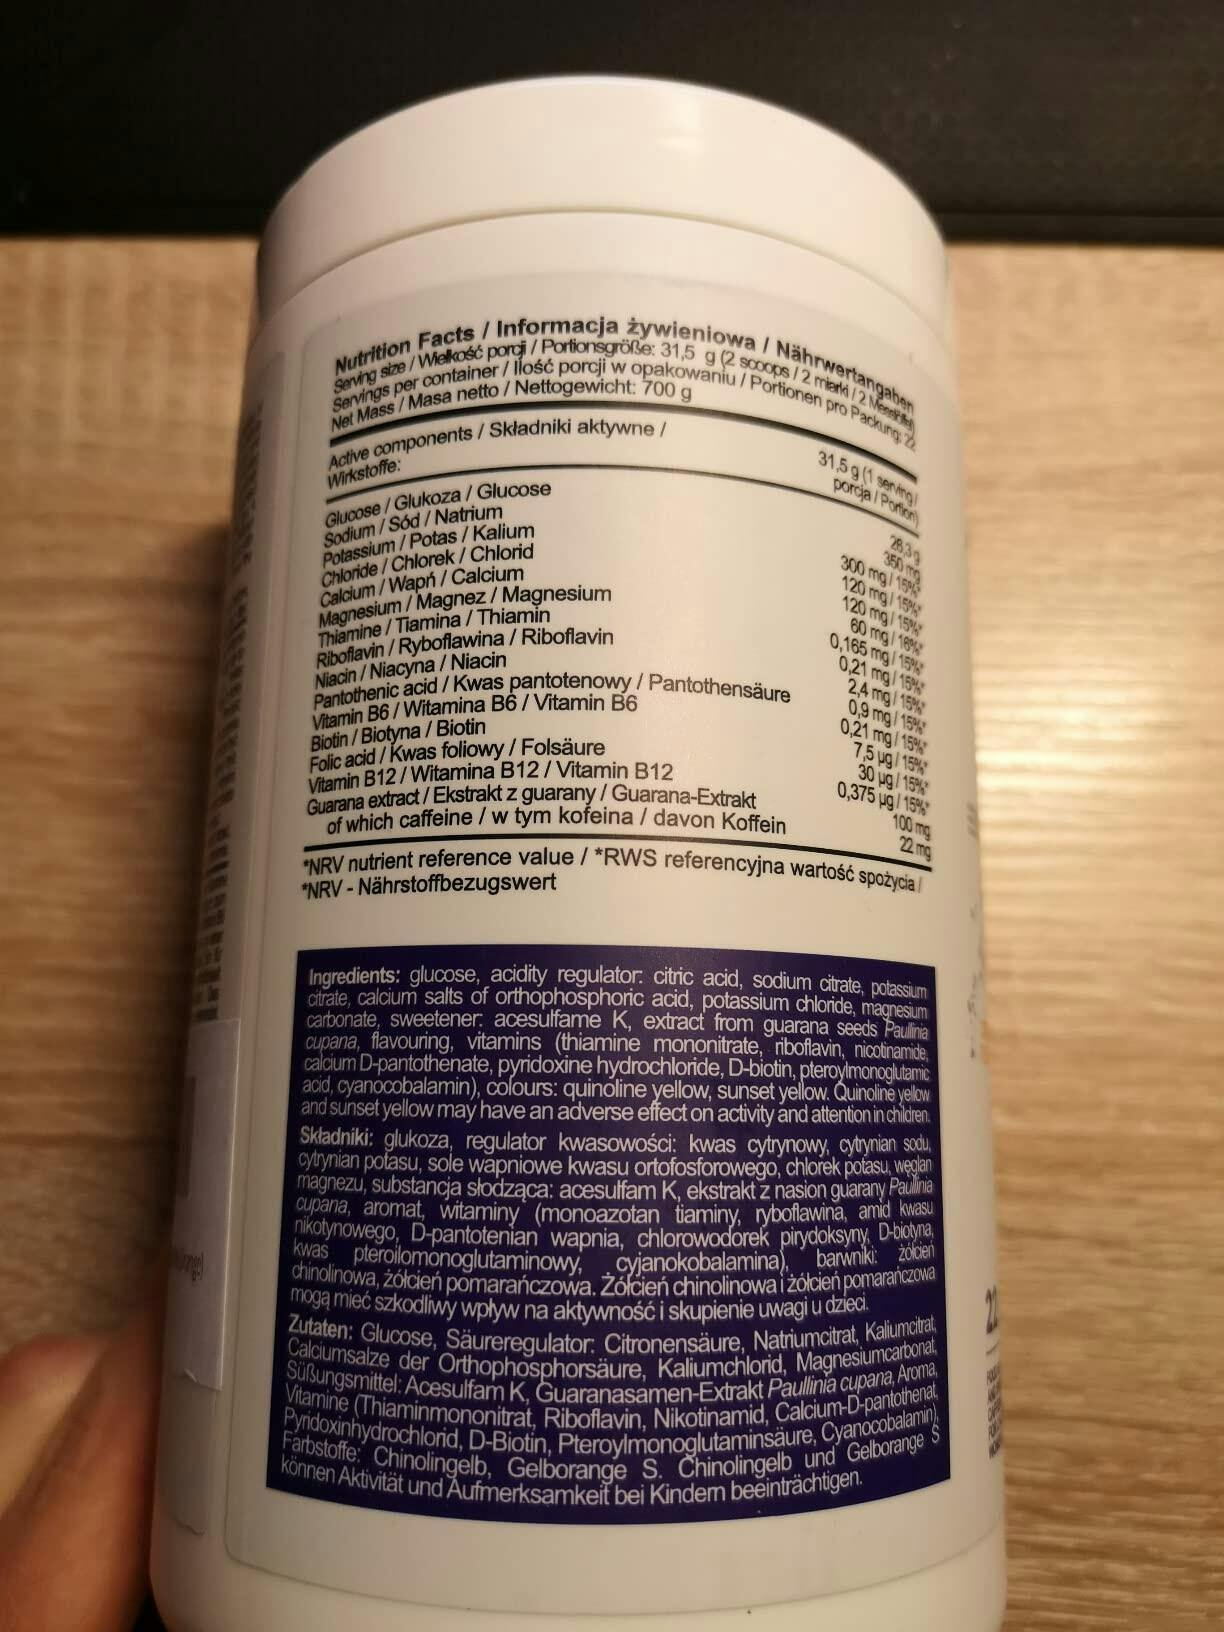 Nutrition Facts / Informacja żywieniowa / Nährwertangaben
Serving size / Wielkość porcji / Portionsgröße: 31,5 g (2 scoops / 2 miarki / 2 Messlöffel)
Servings per container / Ilość porcji w opakowaniu / Portionen pro Packung: 22
Net Mass / Masa netto / Nettogewicht: 700 g
Active components / Składniki aktywne /
Wirkstoffe:
31,5 g (1 serving /
porcja / Portion)
Glucose / Glukoza / Glucose 28,3 g
Sodium / Sód / Natrium 350 mg
Potassium / Potas / Kalium 300 mg / 15%*
Chloride / Chlorek / Chlorid 120 mg / 15%*
Calcium / Wapń / Calcium 120 mg / 15%*
Magnesium / Magnez / Magnesium 60 mg / 16%*
Thiamine / Tiamina / Thiamin 0,165 mg / 15%*
Riboflavin / Ryboflawina / Riboflavin 0,21 mg / 15%*
Niacin / Niacyna / Niacin 2,4 mg / 15%*
Pantothenic acid / Kwas pantotenowy / Pantothensäure 0,9 mg / 15%*
Vitamin B6 / Witamina B6 / Vitamin B6 0,21 mg / 15%*
Biotin / Biotyna / Biotin 7,5 µg / 15%*
Folic acid / Kwas foliowy / Folsäure 30 µg / 15%*
Vitamin B12 / Witamina B12 / Vitamin B12 0,375 µg / 15%*
Guarana extract / Ekstrakt z guarany / Guarana-Extrakt 100 mg
of which caffeine / w tym kofeina / davon Koffein 22 mg
*NRV nutrient reference value / *RWS referencyjna wartość spożycia /
*NRV - Nährstoffbezugswert
Ingredients: glucose, acidity regulator: citric acid, sodium citrate, potassium
citrate, calcium salts of orthophosphoric acid, potassium chloride, magnesium
carbonate, sweetener: acesulfame K, extract from guarana seeds Paullinia
cupana, flavouring, vitamins (thiamine mononitrate, riboflavin, nicotinamide,
calcium D-pantothenate, pyridoxine hydrochloride, D-biotin, pteroylmonoglutamic
acid, cyanocobalamin), colours: quinoline yellow, sunset yellow. Quinoline yellow
and sunset yellow may have an adverse effect on activity and attention in children.
Składniki: glukoza, regulator kwasowości: kwas cytrynowy, cytrynian sodu,
cytrynian potasu, sole wapniowe kwasu ortofosforowego, chlorek potasu, węglan
magnezu, substancja słodząca: acesulfam K, ekstrakt z nasion guarany Paullinia
cupana, aromat, witaminy (monoazotan tiaminy, ryboflawina, amid kwasu
nikotynowego, D-pantotenian wapnia, chlorowodorek pirydoksyny, D-biotyna,
kwas pteroilomonoglutaminowy, cyjanokobalamina), barwniki: żółcień
chinolinowa, żółcień pomarańczowa. Żółcień chinolinowa i żółcień pomarańczowa
mogą mieć szkodliwy wpływ na aktywność i skupienie uwagi u dzieci.
Zutaten: Glucose, Säureregulator: Citronensäure, Natriumcitrat, Kaliumcitrat,
Calciumsalze der Orthophosphorsäure, Kaliumchlorid, Magnesiumcarbonat,
Süßungsmittel: Acesulfam K, Guaranasamen-Extrakt Paullinia cupana, Aroma,
Vitamine (Thiaminmononitrat, Riboflavin, Nikotinamid, Calcium-D-pantothenat,
Pyridoxinhydrochlorid, D-Biotin, Pteroylmonoglutaminsäure, Cyanocobalamin),
Farbstoffe: Chinolingelb, Gelborange S. Chinolingelb und Gelborange S
können Aktivität und Aufmerksamkeit bei Kindern beeinträchtigen.
22